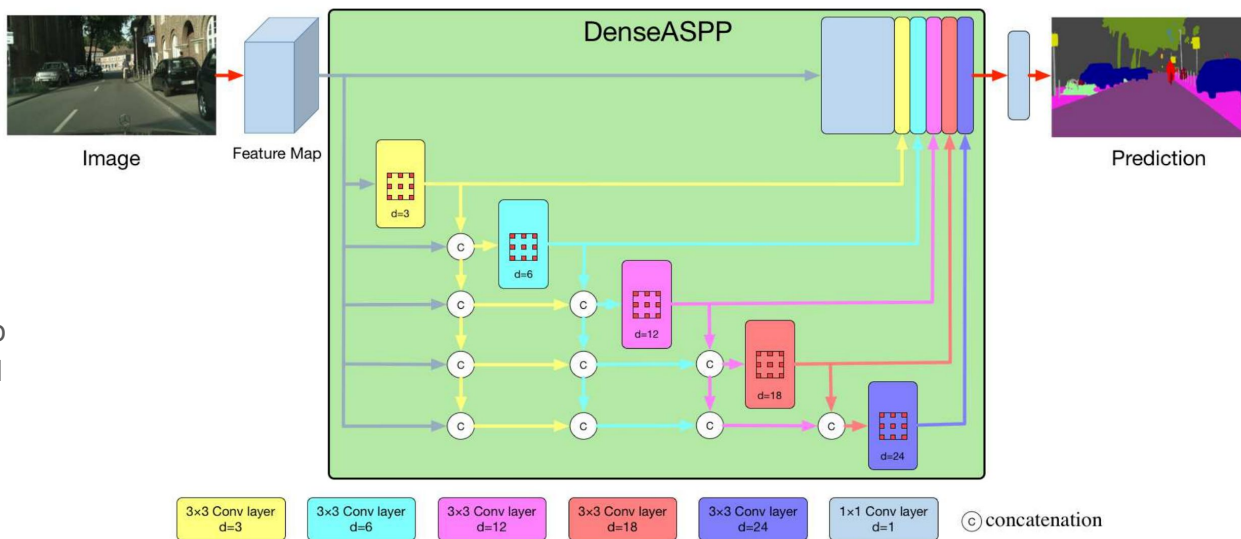 DenseASPP
Image
Feature Map
Prediction
d=3
C
d=6
C
C
d=12
C
C
C
d=18
C
C
C
C
d=24
3×3 Conv layer
d=3
3×3 Conv layer
d=6
3×3 Conv layer
d=12
3×3 Conv layer
d=18
3×3 Conv layer
d=24
1×1 Conv layer
d=1
C concatenation